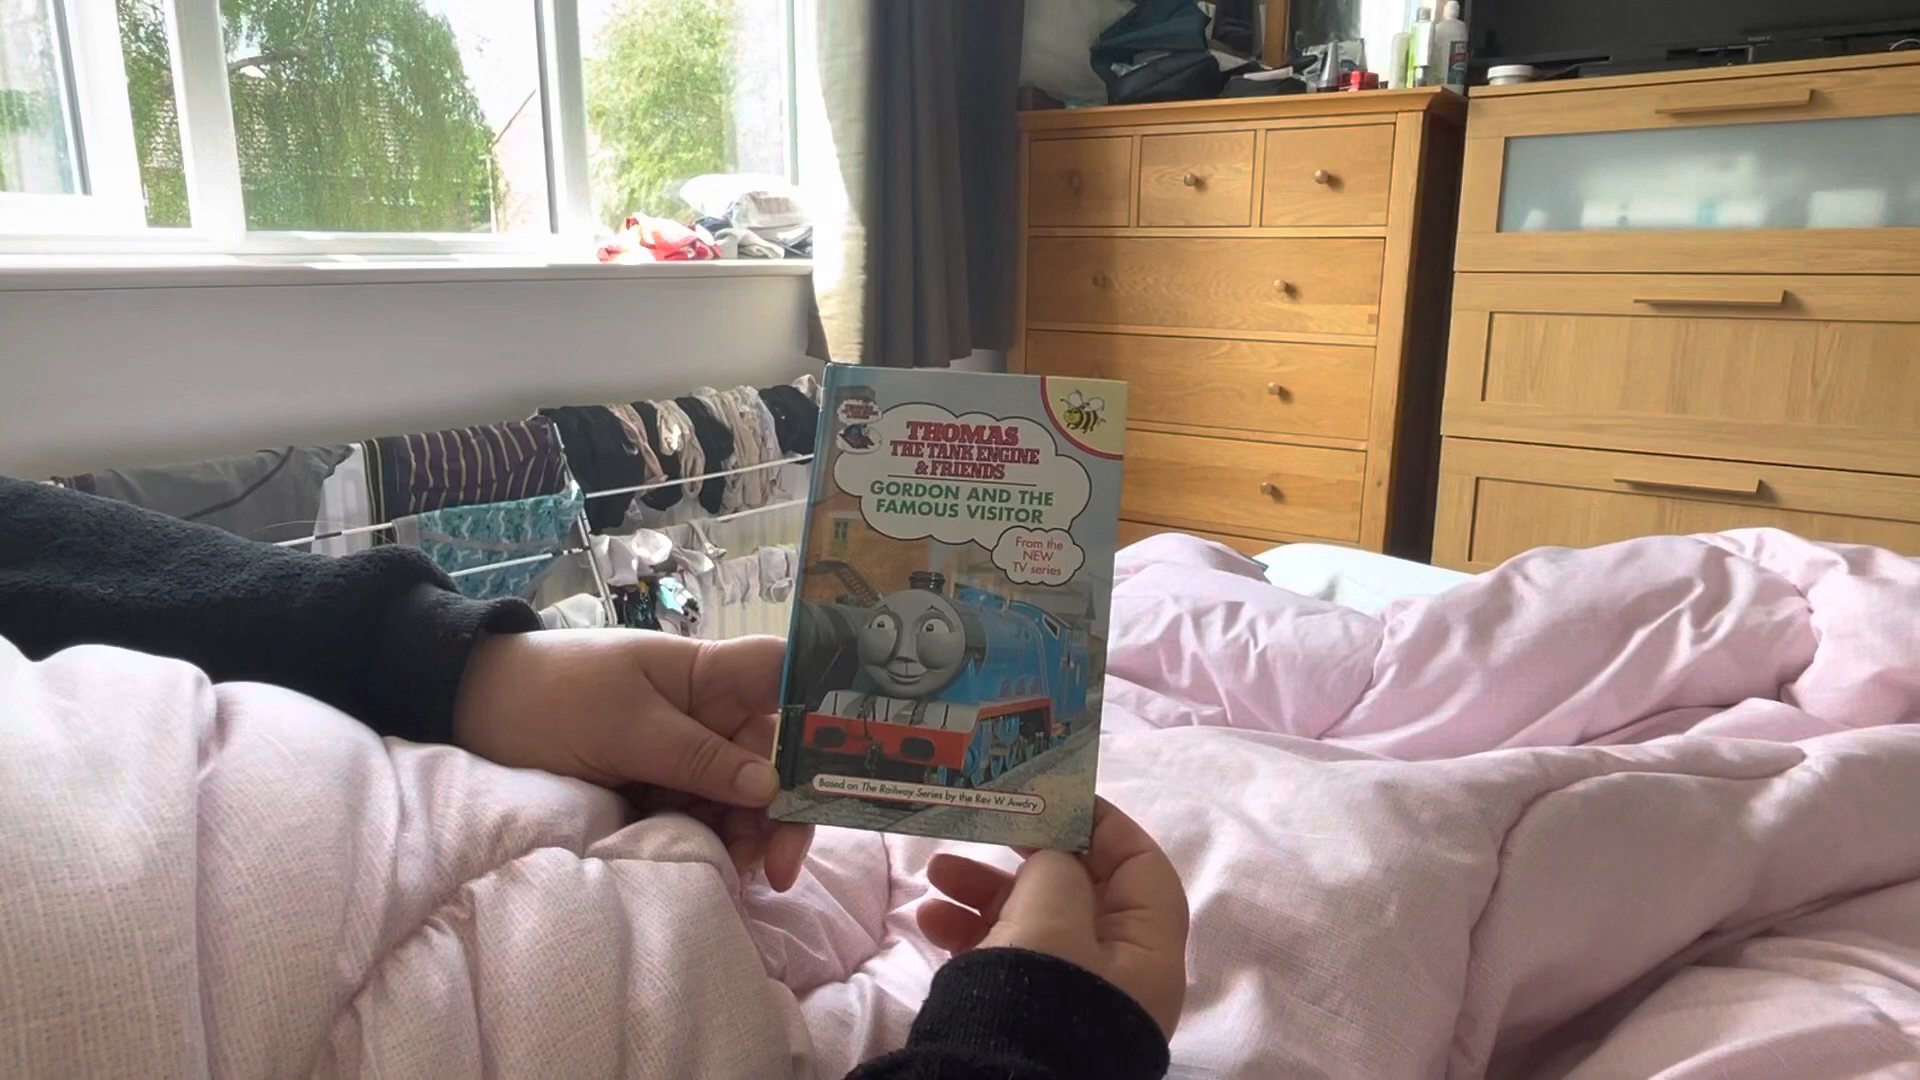 THOMAS
THE TANK ENGINE
& FRIENDS
GORDON AND THE
FAMOUS VISITOR
From the
NEW
TV series
Based on The Railway Series by the Rev W Awdry